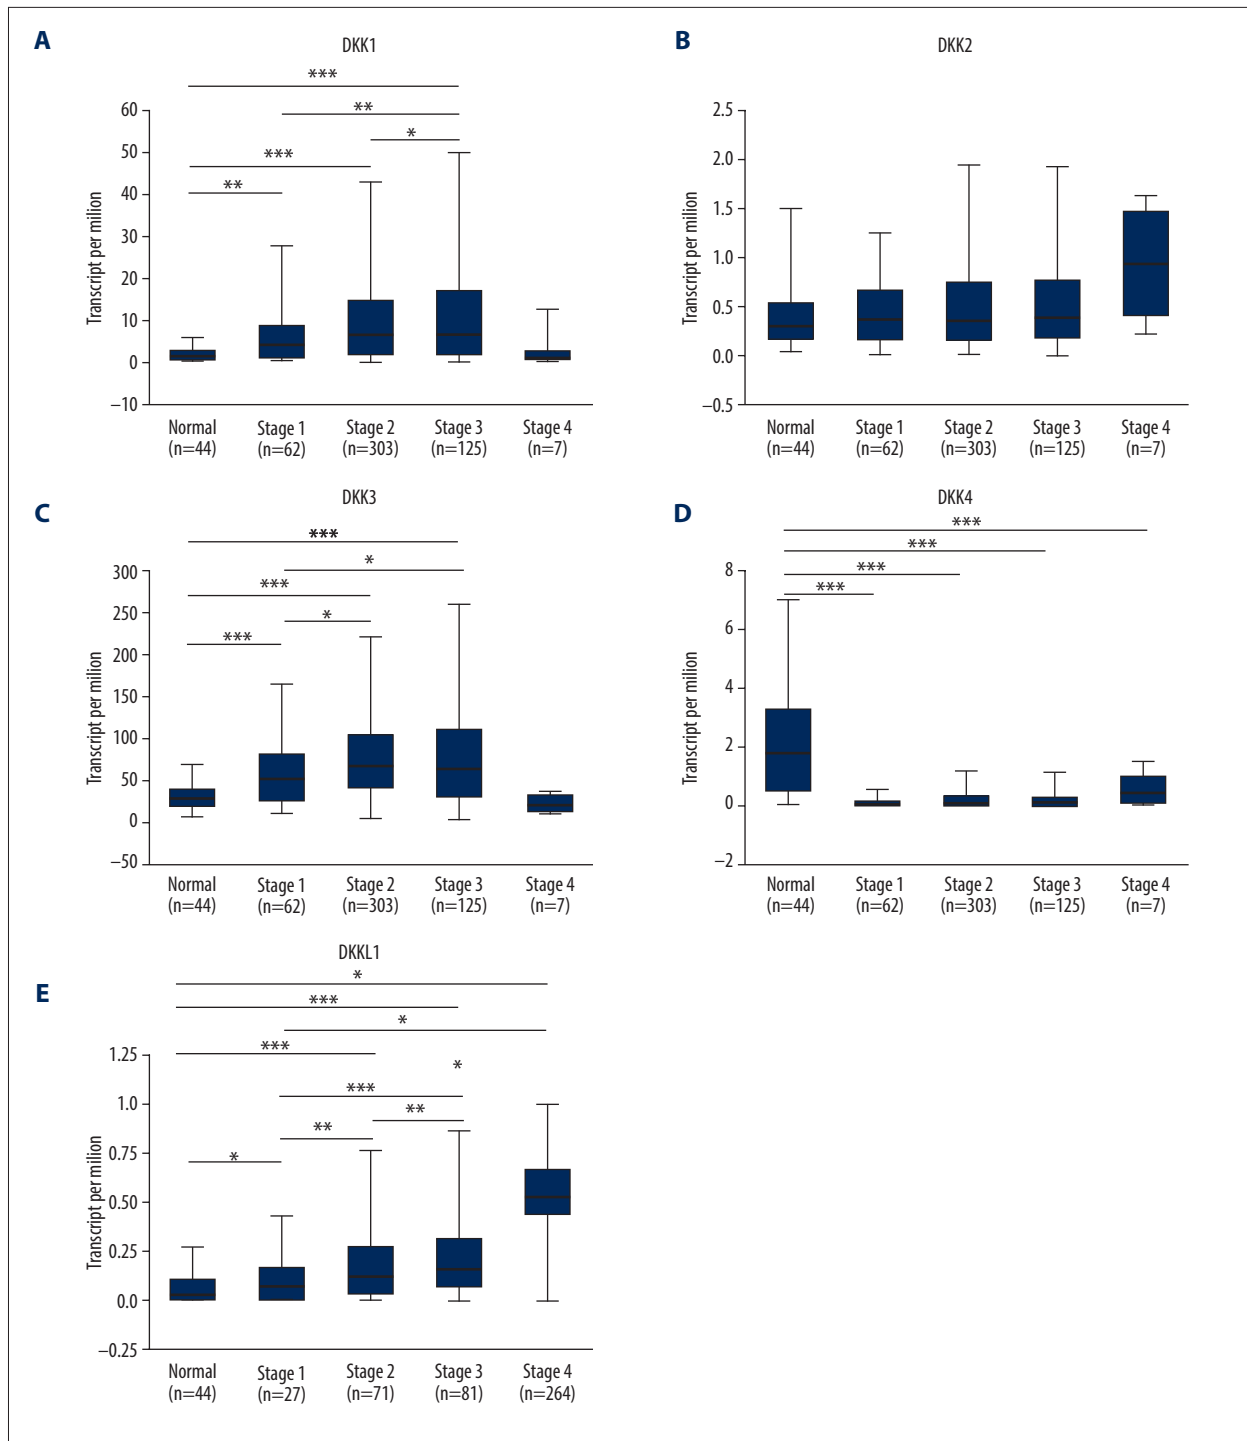 A
DKK1
***
**
*
***
**
60
50
40
30
20
10
0
–10
Transcript per milion
Normal Stage 1 Stage 2 Stage 3 Stage 4
(n=44) (n=62) (n=303) (n=125) (n=7)
B
DKK2
2.5
2.0
1.5
1.0
0.5
0.0
–0.5
Transcript per milion
Normal Stage 1 Stage 2 Stage 3 Stage 4
(n=44) (n=62) (n=303) (n=125) (n=7)
C
DKK3
***
*
***
*
***
300
250
200
150
100
50
0
–50
Transcript per milion
Normal Stage 1 Stage 2 Stage 3 Stage 4
(n=44) (n=62) (n=303) (n=125) (n=7)
D
DKK4
***
***
***
***
8
6
4
2
0
–2
Transcript per milion
Normal Stage 1 Stage 2 Stage 3 Stage 4
(n=44) (n=62) (n=303) (n=125) (n=7)
E
DKKL1
*
***
*
***
*
***
**
**
*
1.25
1.0
0.75
0.50
0.25
0.0
–0.25
Transcript per milion
Normal Stage 1 Stage 2 Stage 3 Stage 4
(n=44) (n=27) (n=71) (n=81) (n=264)